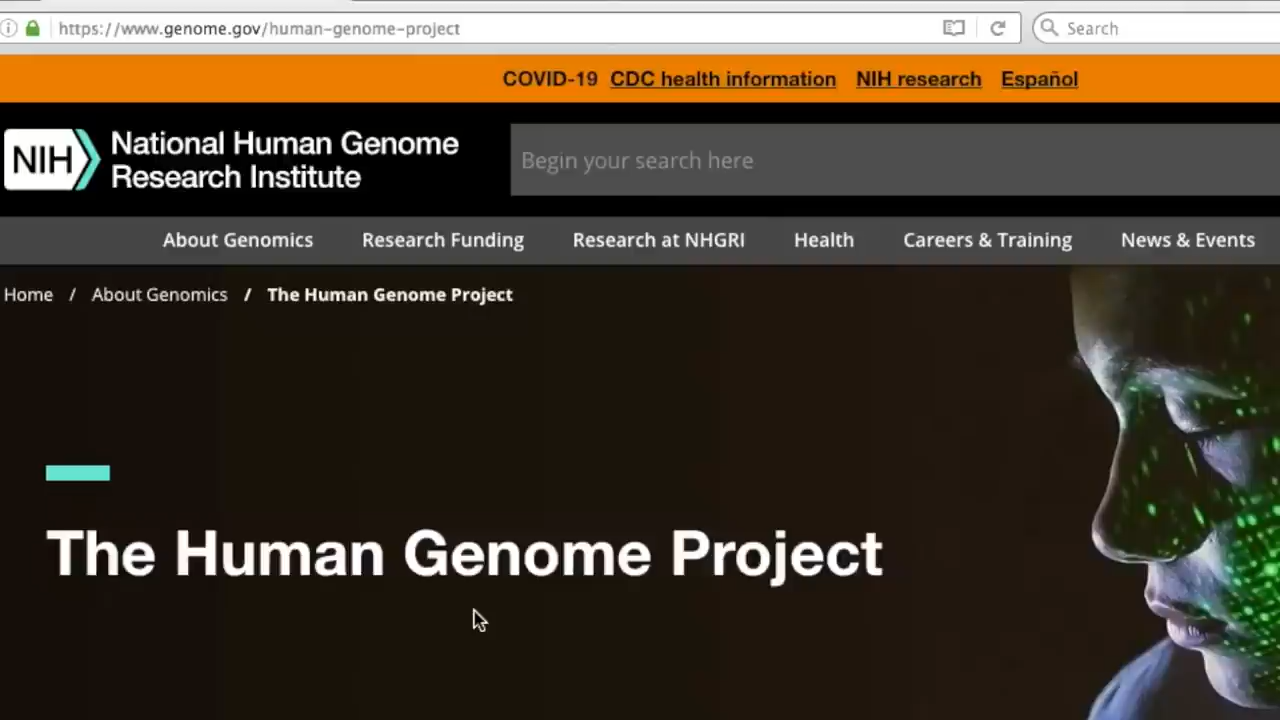 https://www.genome.gov/human-genome-project
Search
COVID-19 CDC health information NIH research Español
NIH National Human Genome
Research Institute
Begin your search here
About Genomics Research Funding Research at NHGRI Health Careers & Training News & Events
Home / About Genomics / The Human Genome Project
The Human Genome Project